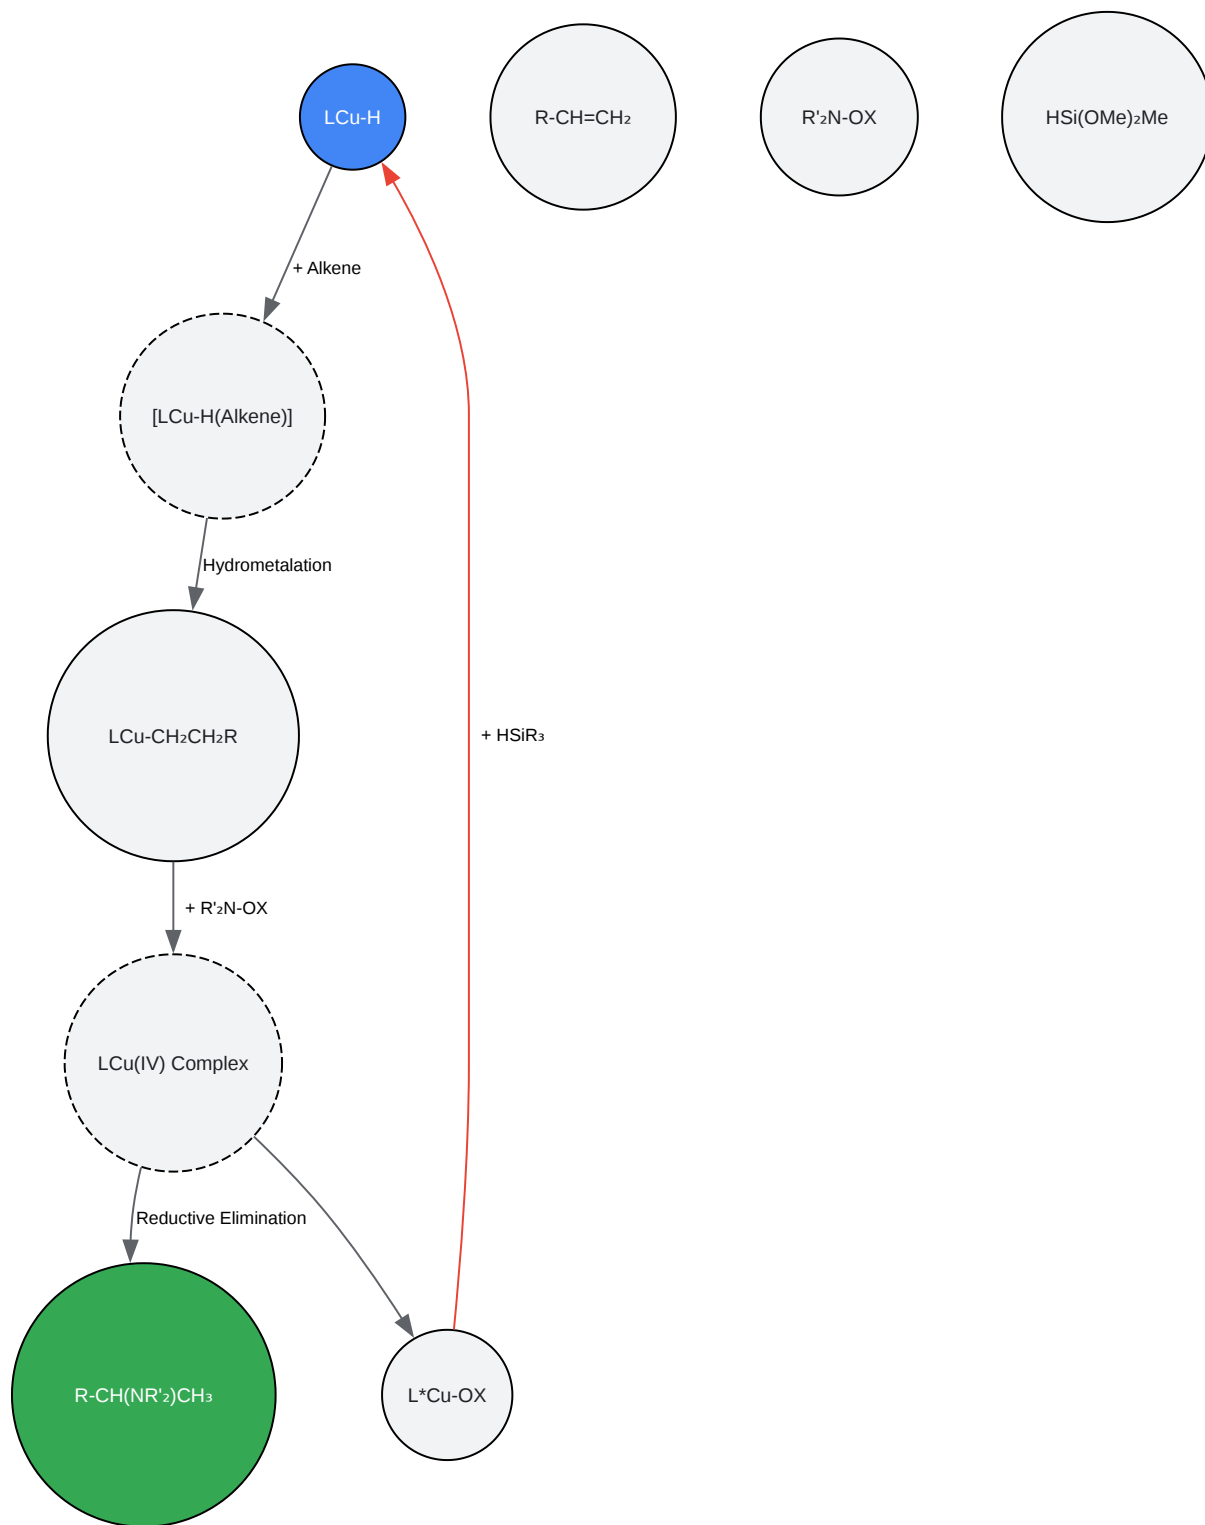 LCu-H
R-CH=CH₂
R'₂N-OX
HSi(OMe)₂Me
+ Alkene
[LCu-H(Alkene)]
Hydrometalation
LCu-CH₂CH₂R
+ HSiR₃
+ R'₂N-OX
LCu(IV) Complex
Reductive Elimination
R-CH(NR'₂)CH₃
L*Cu-OX